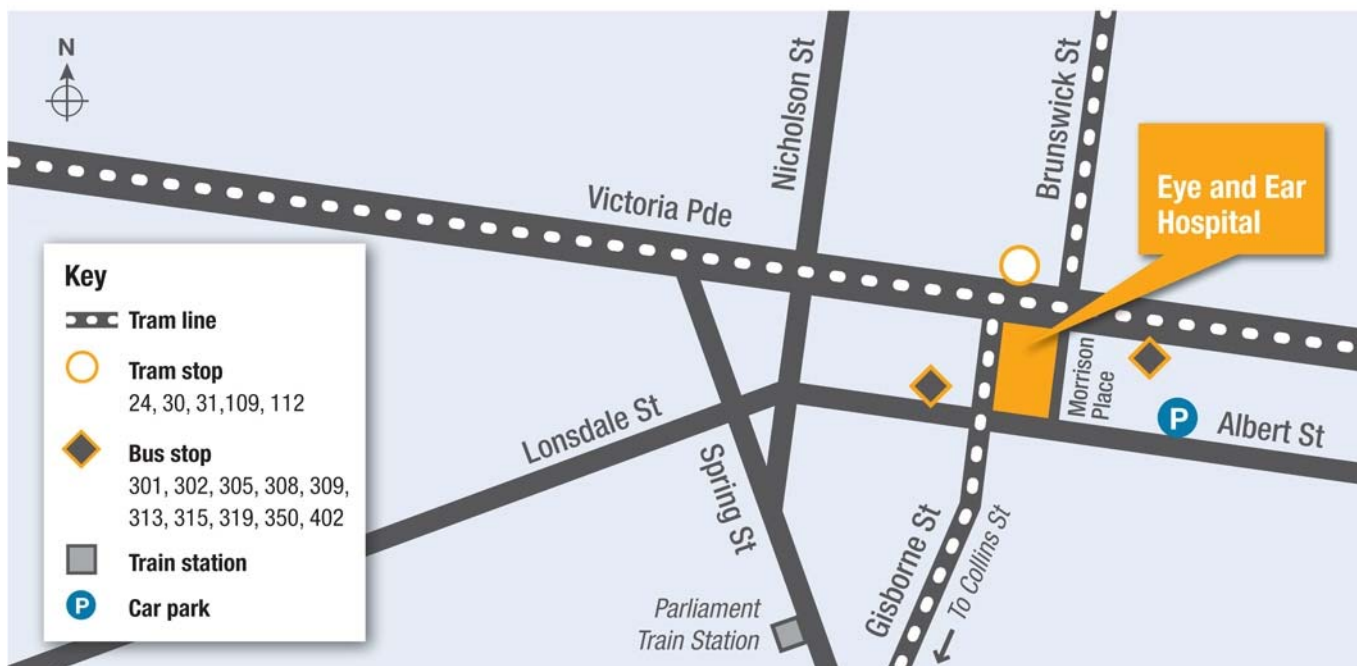 N
Nicholson St
Brunswick St
Victoria Pde
Eye and Ear
Hospital
Key
Tram line
Tram stop
24, 30, 31,109, 112
Bus stop
301, 302, 305, 308, 309,
313, 315, 319, 350, 402
Train station
P
Car park
Lonsdale St
Spring St
Morrison
Place
P
Albert St
Gisborne St
To Collins St
Parliament
Train Station